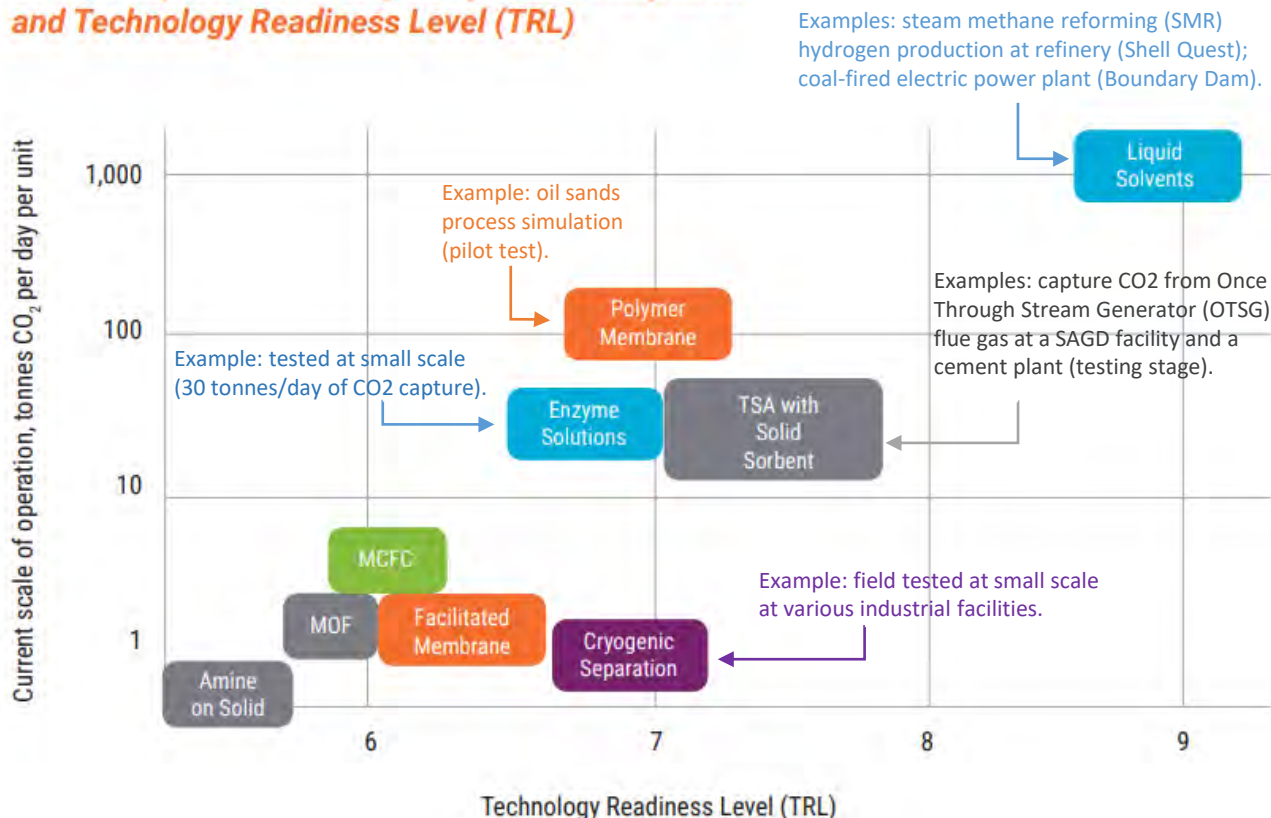 and Technology Readiness Level (TRL)
Examples: steam methane reforming (SMR)
hydrogen production at refinery (Shell Quest);
coal-fired electric power plant (Boundary Dam).
Current scale of operation, tonnes CO₂ per day per unit
1,000
100
10
1
Liquid
Solvents
Example: oil sands
process simulation
(pilot test).
Polymer
Membrane
Examples: capture CO2 from Once
Through Stream Generator (OTSG)
flue gas at a SAGD facility and a
cement plant (testing stage).
Example: tested at small scale
(30 tonnes/day of CO2 capture).
Enzyme
Solutions
TSA with
Solid
Sorbent
MCFC
MOF
Facilitated
Membrane
Example: field tested at small scale
at various industrial facilities.
Cryogenic
Separation
Amine
on Solid
6
7
8
9
Technology Readiness Level (TRL)